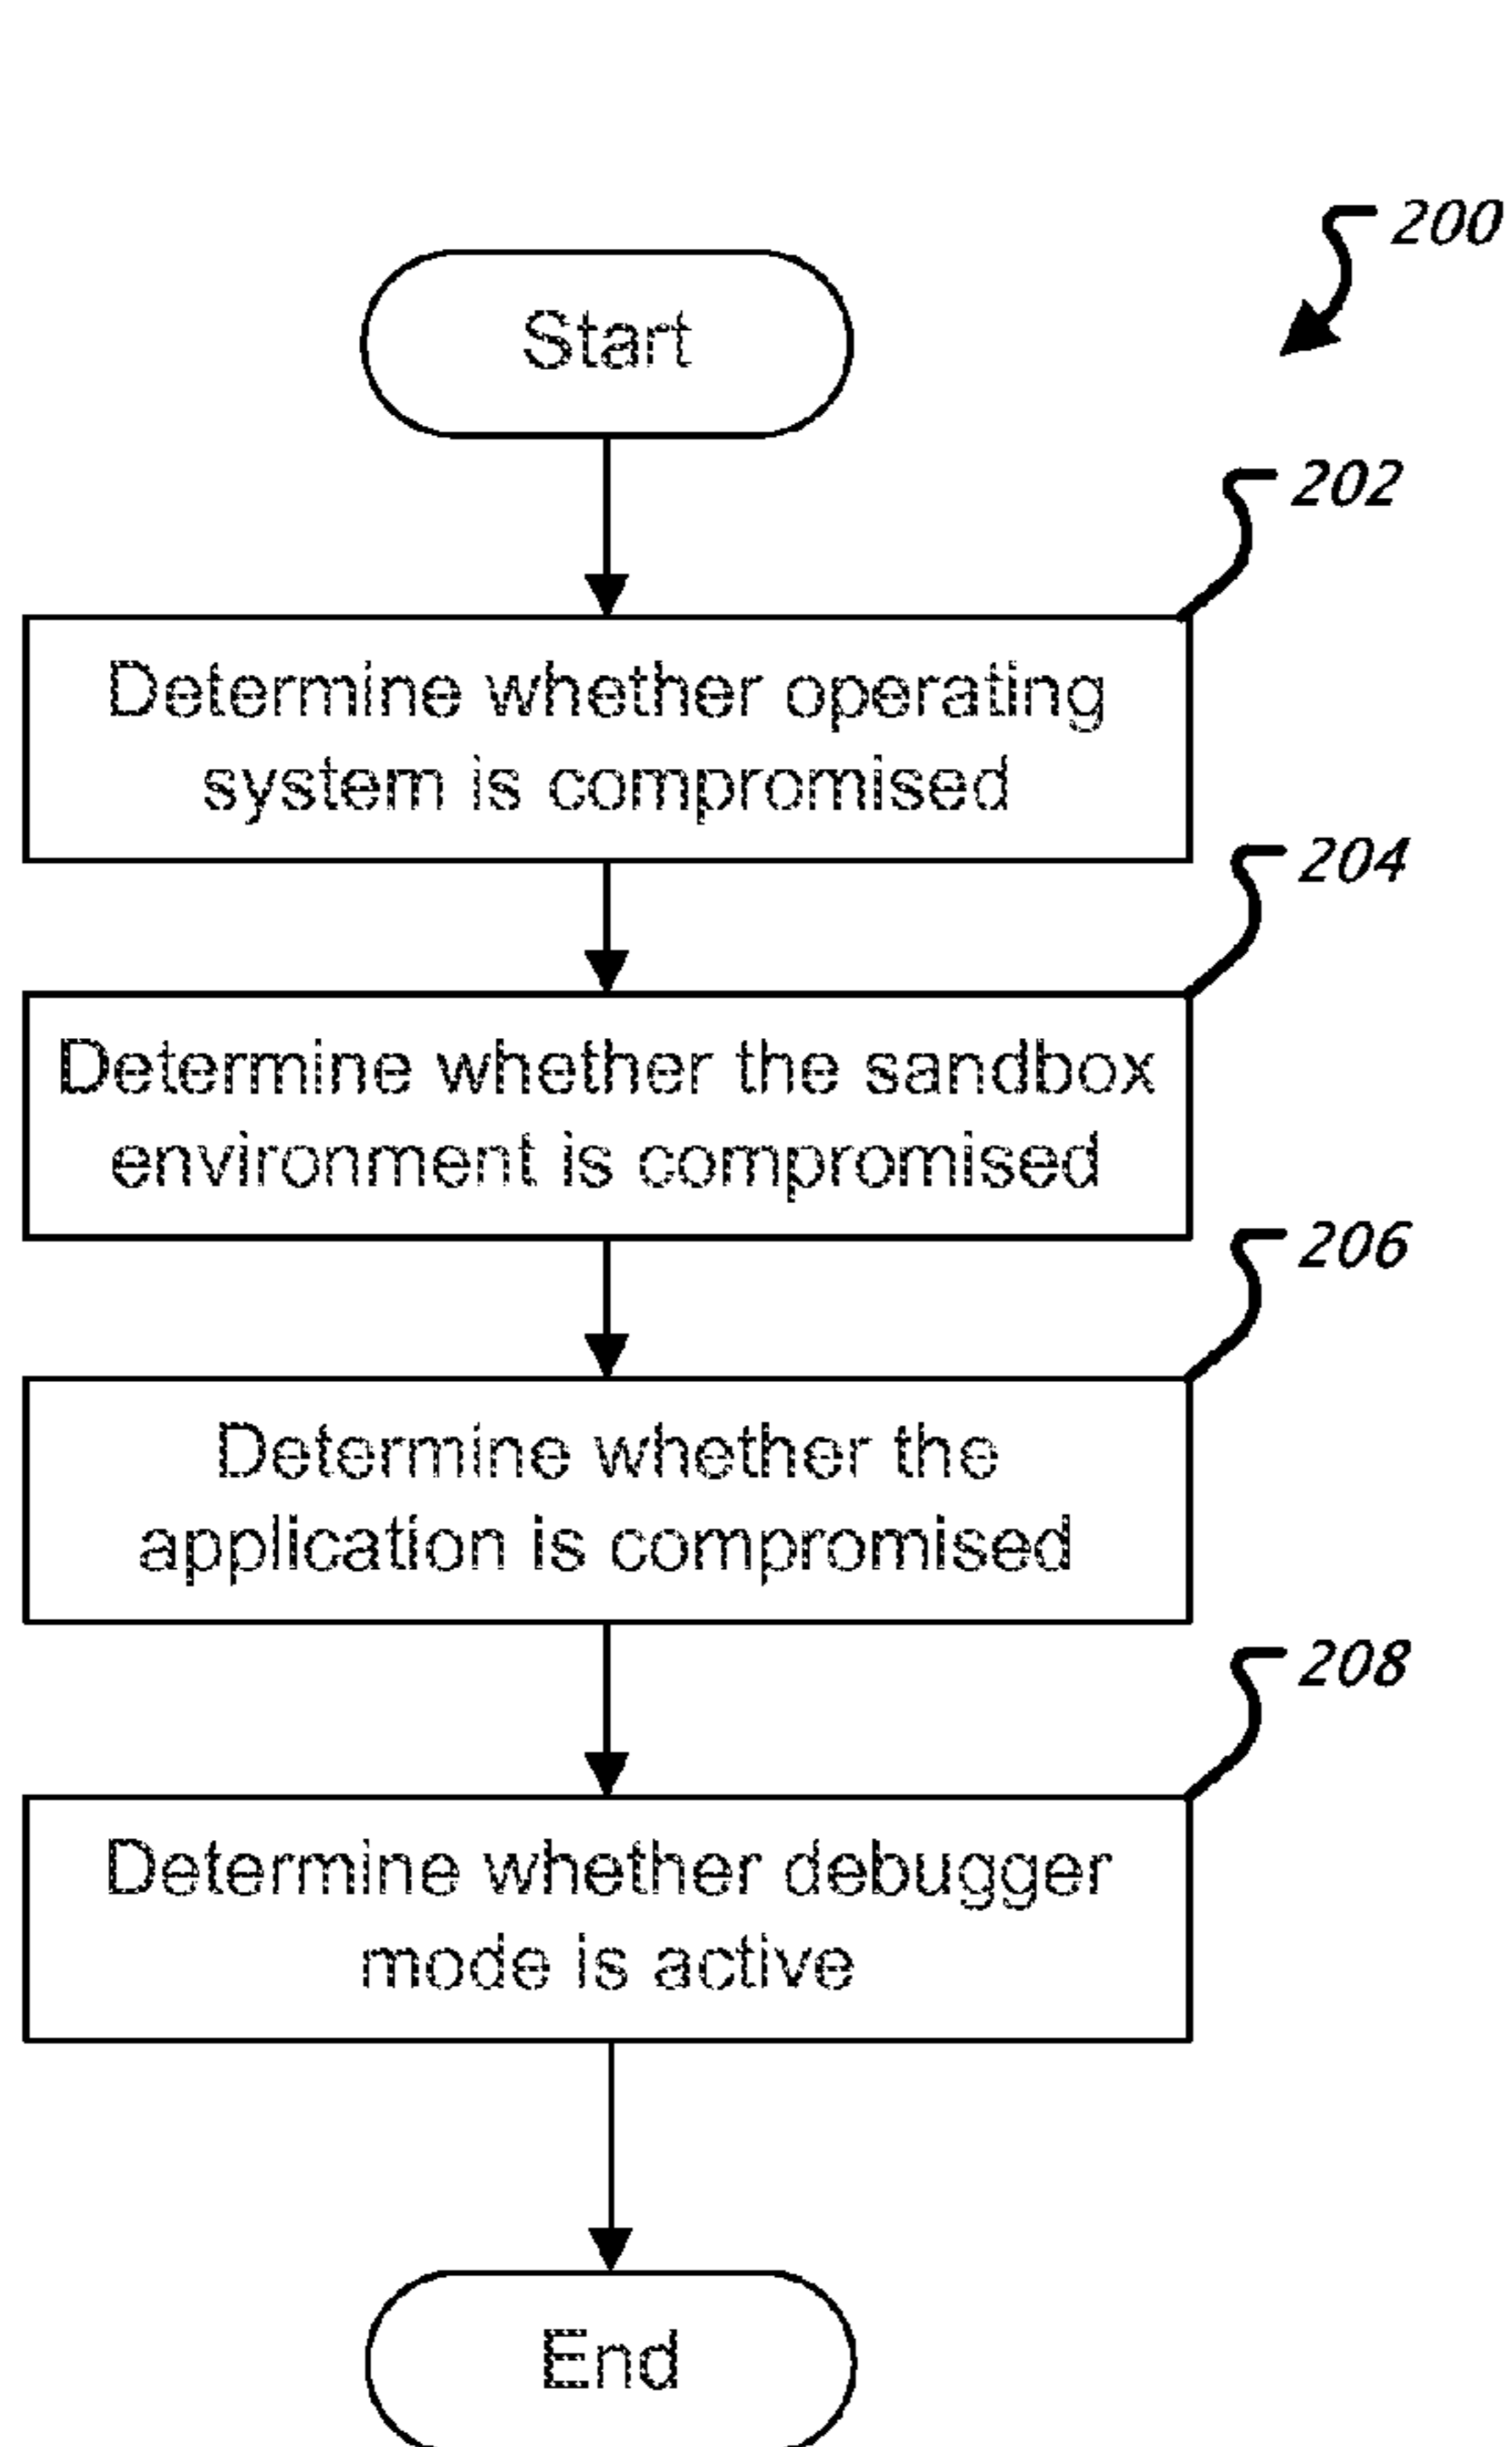 200
Start
202
Determine whether operating
system is compromised
204
Determine whether the sandbox
environment is compromised
206
Determine whether the
application is compromised
208
Determine whether debugger
mode is active
End